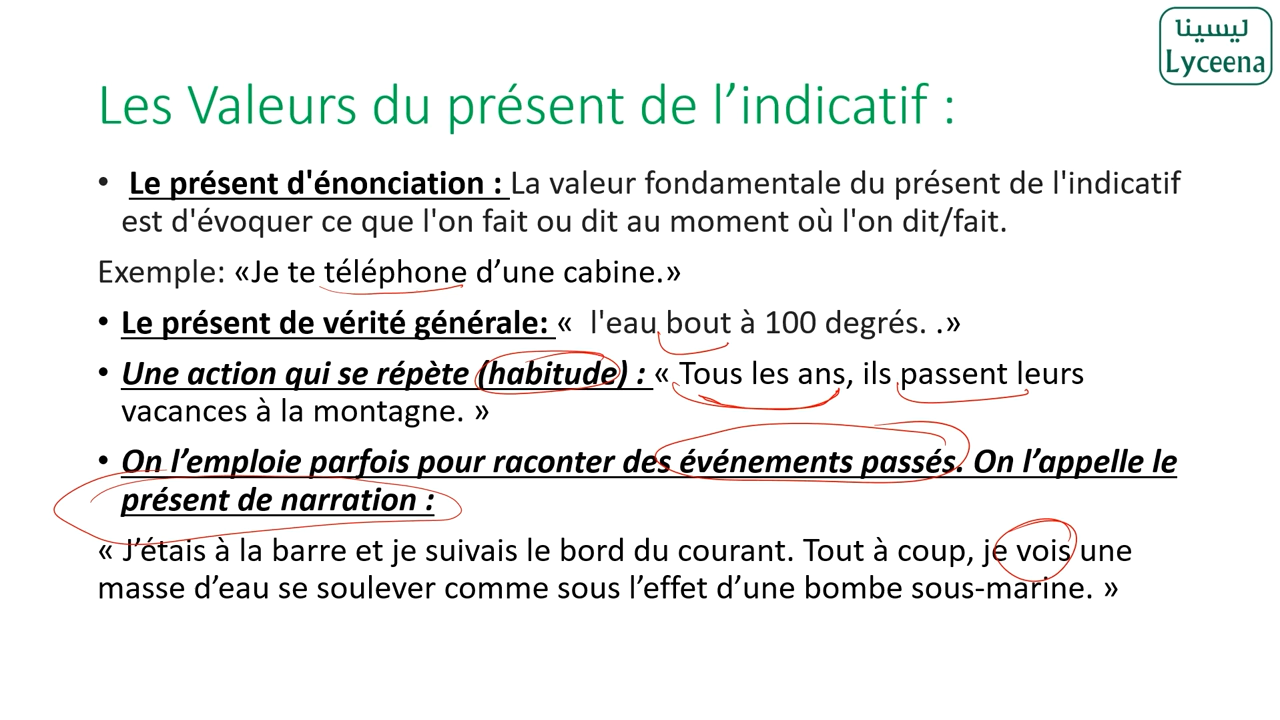 ليسينا
Lyceena
Les Valeurs du présent de l’indicatif :
• Le présent d'énonciation : La valeur fondamentale du présent de l'indicatif
est d'évoquer ce que l'on fait ou dit au moment où l'on dit/fait.
Exemple: «Je te téléphone d’une cabine.»
• Le présent de vérité générale: « l'eau bout à 100 degrés. .»
• Une action qui se répète (habitude) : « Tous les ans, ils passent leurs
vacances à la montagne. »
• On l’emploie parfois pour raconter des événements passés. On l’appelle le
présent de narration :
« J’étais à la barre et je suivais le bord du courant. Tout à coup, je vois une
masse d’eau se soulever comme sous l’effet d’une bombe sous-marine. »